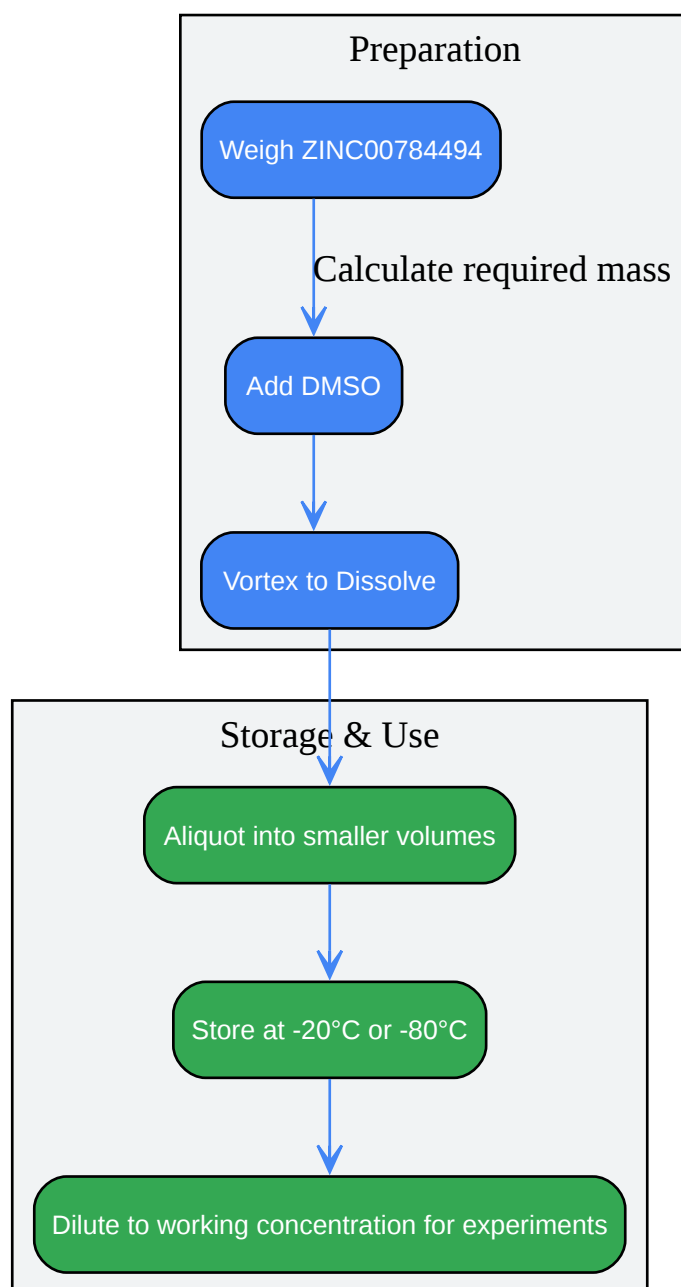 Preparation
Weigh ZINC00784494
Calculate required mass
Add DMSO
Vortex to Dissolve
Storage & Use
Aliquot into smaller volumes
Store at -20°C or -80°C
Dilute to working concentration for experiments